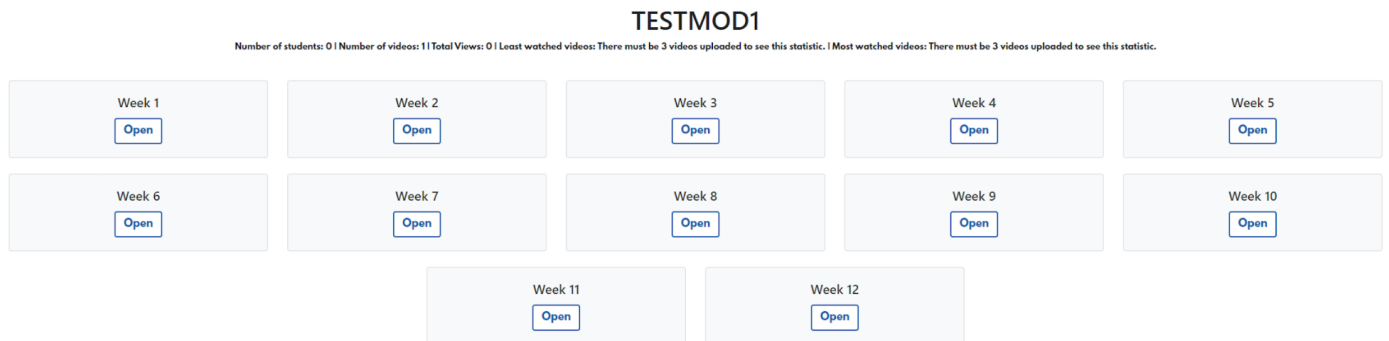 TESTMOD1
Number of students: 0 | Number of videos: 1 | Total Views: 0 | Least watched videos: There must be 3 videos uploaded to see this statistic. | Most watched videos: There must be 3 videos uploaded to see this statistic.
Week 1
Open
Week 2
Open
Week 3
Open
Week 4
Open
Week 5
Open
Week 6
Open
Week 7
Open
Week 8
Open
Week 9
Open
Week 10
Open
Week 11
Open
Week 12
Open